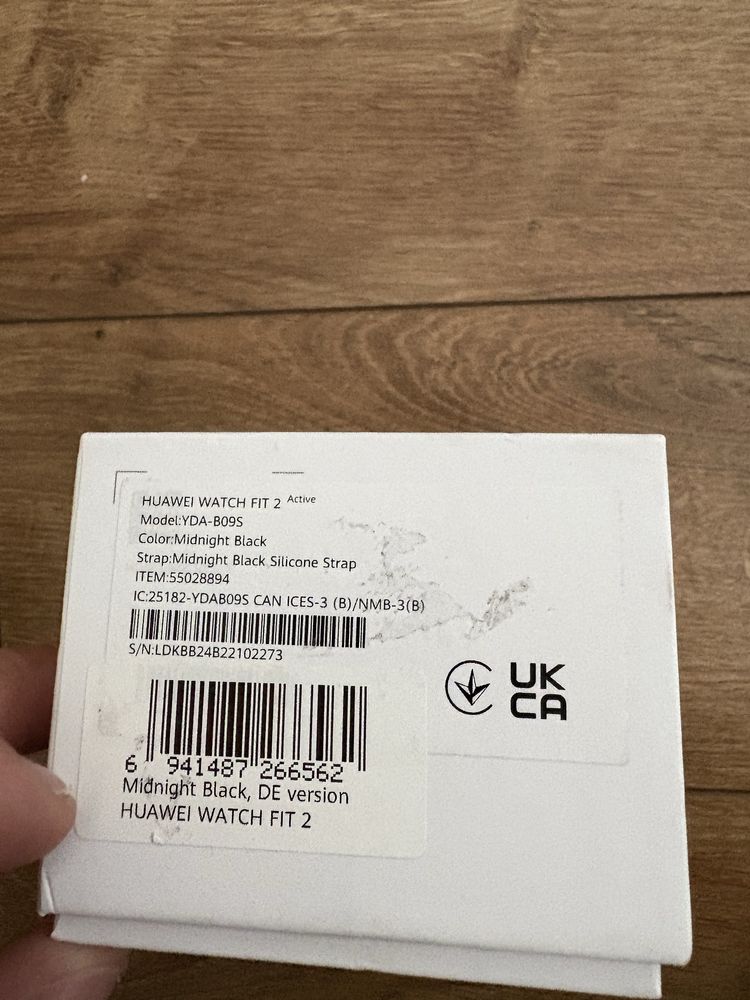 HUAWEI WATCH FIT 2 Active
Model:YDA-B09S
Color:Midnight Black
Strap:Midnight Black Silicone Strap
ITEM:55028894
IC:25182-YDAB09S CAN ICES-3 (B)/NMB-3(B)
S/N:LDKBB24B22102273
UK
CA
6 941487 266562
Midnight Black, DE version
HUAWEI WATCH FIT 2